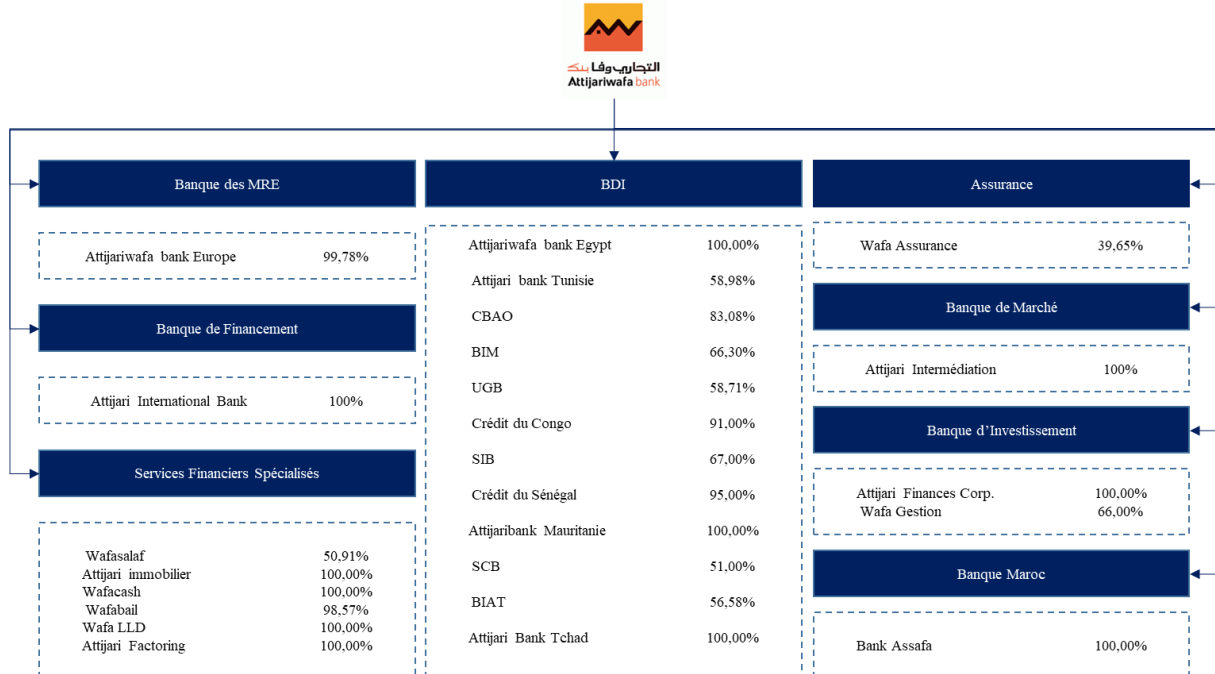 التجاري وفا بنك
Attijariwafa bank
Banque des MRE
Attijariwafa bank Europe 99,78%
Banque de Financement
Attijari International Bank 100%
Services Financiers Spécialisés
Wafasalaf 50,91%
Attijari immobilier 100,00%
Wafacash 100,00%
Wafabail 98,57%
Wafa LLD 100,00%
Attijari Factoring 100,00%
BDI
Attijariwafa bank Egypt 100,00%
Attijari bank Tunisie 58,98%
CBAO 83,08%
BIM 66,30%
UGB 58,71%
Crédit du Congo 91,00%
SIB 67,00%
Crédit du Sénégal 95,00%
Attijaribank Mauritanie 100,00%
SCB 51,00%
BIAT 56,58%
Attijari Bank Tchad 100,00%
Assurance
Wafa Assurance 39,65%
Banque de Marché
Attijari Intermédiation 100%
Banque d’Investissement
Attijari Finances Corp. 100,00%
Wafa Gestion 66,00%
Banque Maroc
Bank Assafa 100,00%